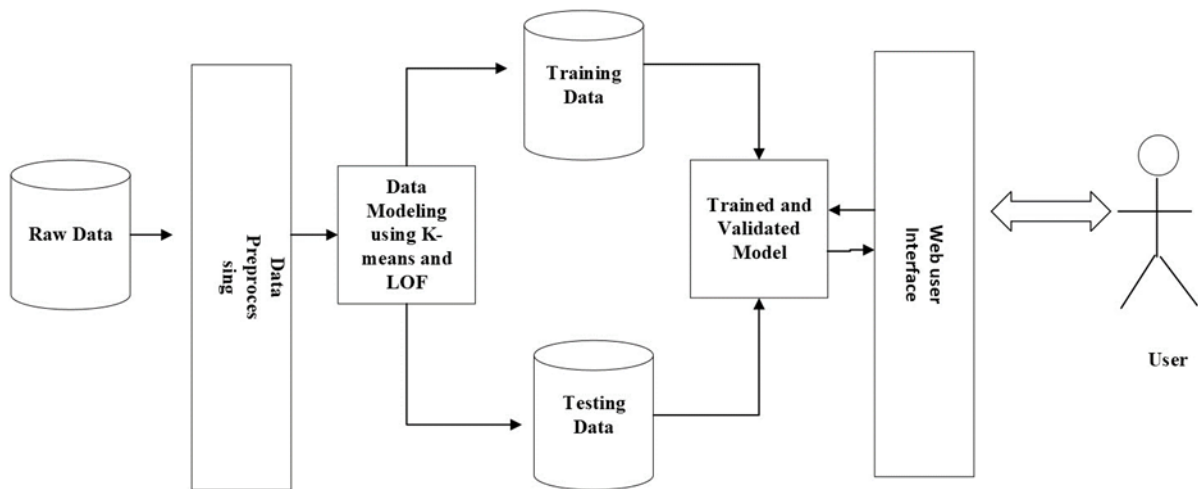 Raw Data
Data
Preproces
sing
Data
Modeling
using K-
means and
LOF
Training
Data
Testing
Data
Trained and
Validated
Model
Web user
Interface
User